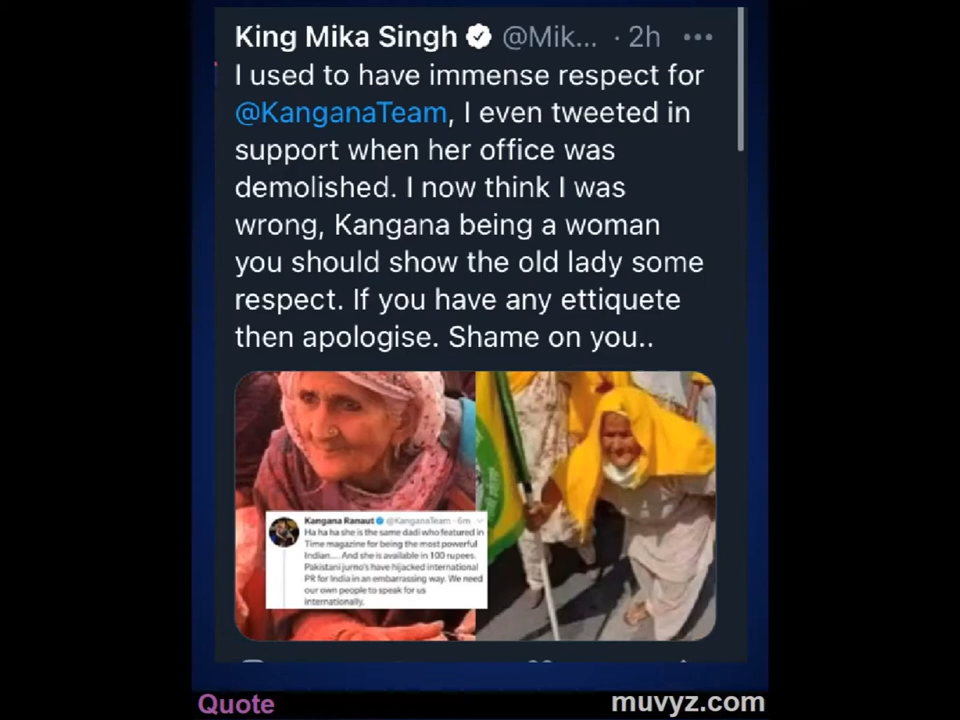 King Mika Singh @Mik... · 2h ...
I used to have immense respect for
@KanganaTeam, I even tweeted in
support when her office was
demolished. I now think I was
wrong, Kangana being a woman
you should show the old lady some
respect. If you have any ettiquete
then apologise. Shame on you..
Kangana Ranaut @KanganaTeam · 6m
Ha ha ha she is the same dadi who featured in
Time magazine for being the most powerful
Indian.... And she is available in 100 rupees.
Pakistani jurno's have hijacked international
PR for India in an embarrassing way. We need
our own people to speak for us
internationally.
Quote
muvyz.com